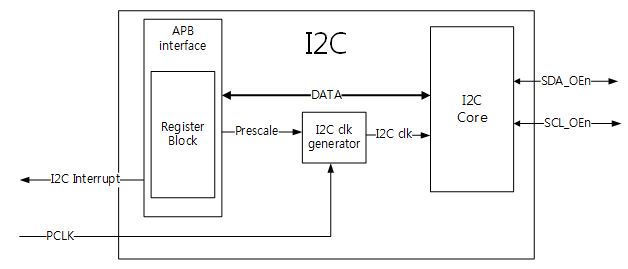 APB
interface
I2C
Register
Block
DATA
Prescale
I2C clk
generator
I2C clk
I2C
Core
SDA_OEn
SCL_OEn
I2C Interrupt
PCLK